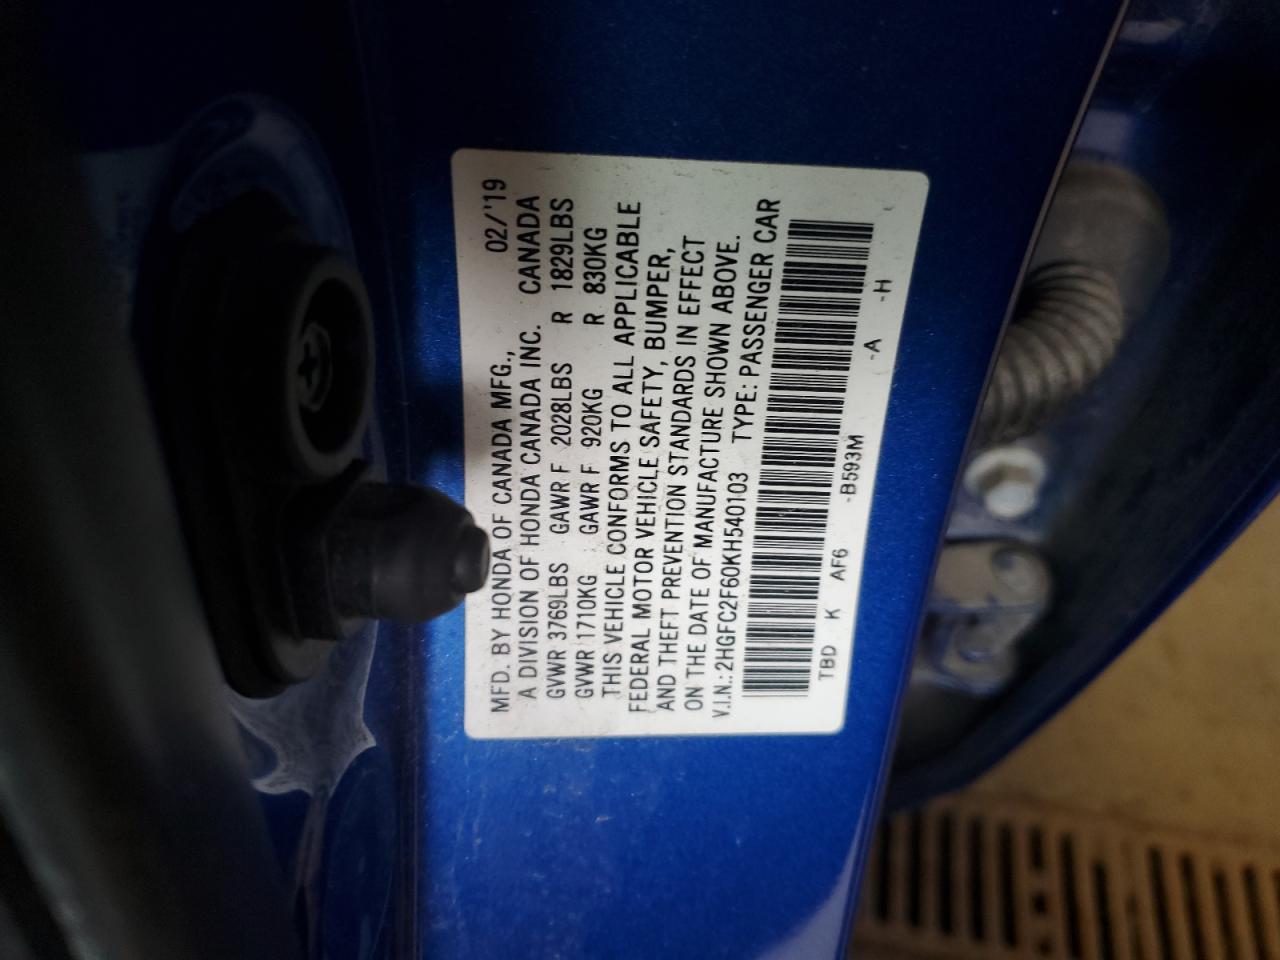 MFD. BY HONDA OF CANADA MFG., 02/'19
A DIVISION OF HONDA CANADA INC. CANADA
GVWR 3769LBS GAWR F 2028LBS R 1829LBS
GVWR 1710KG GAWR F 920KG R 830KG
THIS VEHICLE CONFORMS TO ALL APPLICABLE
FEDERAL MOTOR VEHICLE SAFETY, BUMPER,
AND THEFT PREVENTION STANDARDS IN EFFECT
ON THE DATE OF MANUFACTURE SHOWN ABOVE.
V.I.N.: 2HGFC2F60KH540103 TYPE: PASSENGER CAR
TBD K AF6 -B593M -A -H